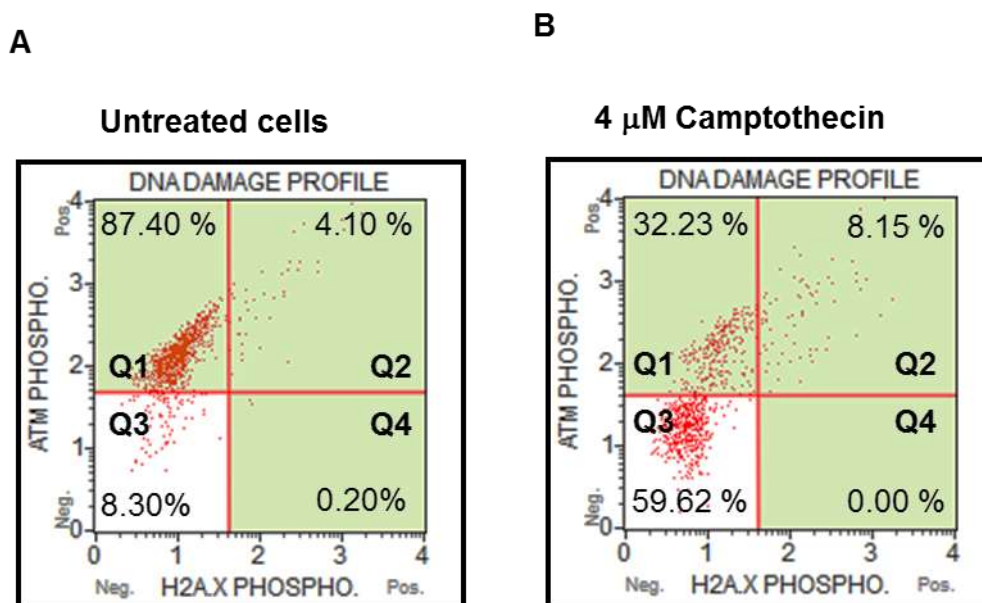 A
Untreated cells
DNA DAMAGE PROFILE
4
Pos.
87.40 %
4.10 %
3
ATM PHOSPHO.
2
Q1
Q2
Q3
Q4
1
Neg.
8.30%
0.20%
0
0 1 2 3 4
Neg. H2A.X PHOSPHO. Pos.
B
4 μM Camptothecin
DNA DAMAGE PROFILE
4
Pos.
32.23 %
8.15 %
3
ATM PHOSPHO.
2
Q1
Q2
Q3
Q4
1
Neg.
59.62 %
0.00 %
0
0 1 2 3 4
Neg. H2A.X PHOSPHO. Pos.